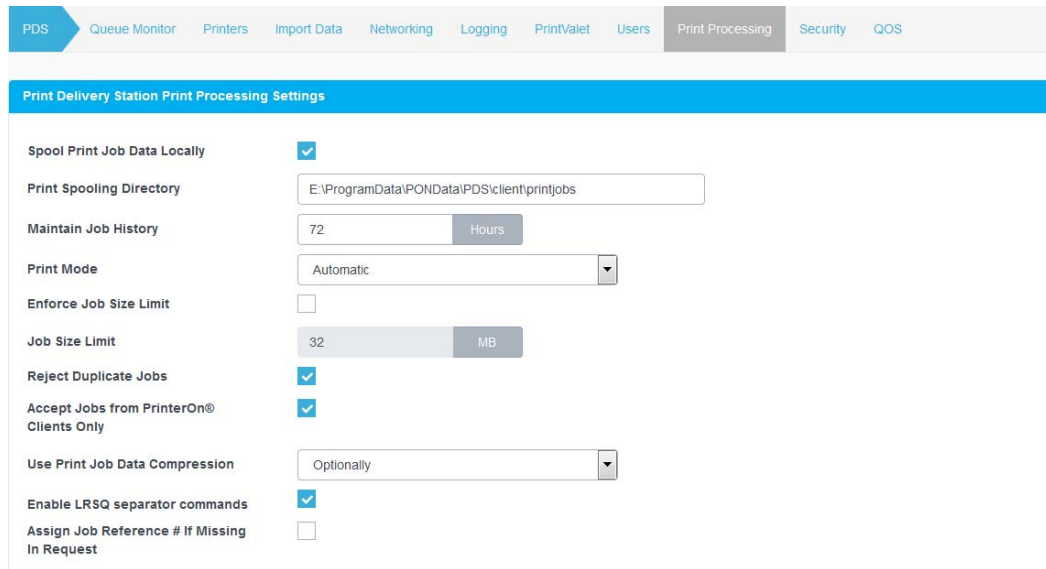 PDS Queue Monitor Printers Import Data Networking Logging PrintValet Users Print Processing Security QOS
Print Delivery Station Print Processing Settings
Spool Print Job Data Locally
Print Spooling Directory E:\ProgramData\PONData\PDS\client\printjobs
Maintain Job History 72 Hours
Print Mode Automatic
Enforce Job Size Limit
Job Size Limit 32 MB
Reject Duplicate Jobs
Accept Jobs from PrinterOn®
Clients Only
Use Print Job Data Compression Optionally
Enable LRSQ separator commands
Assign Job Reference # If Missing
In Request